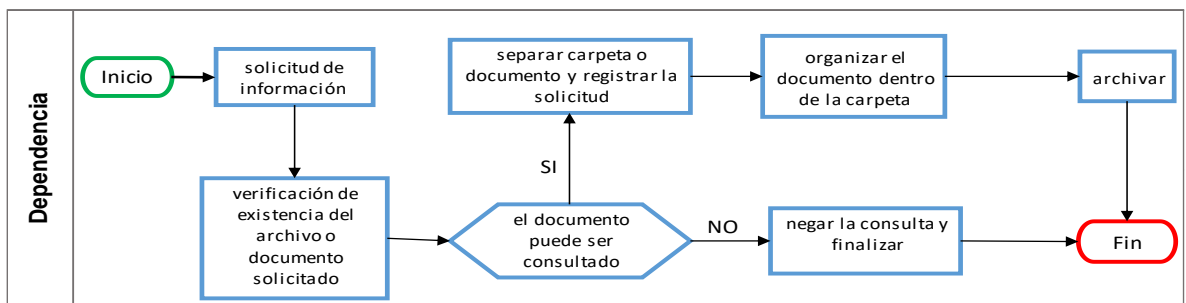 Dependencia
Inicio
solicitud de
información
verificación de
existencia del
archivo o
documento
solicitado
el documento
puede ser
consultado
SI
separar carpeta o
documento y registrar la
solicitud
organizar el
documento dentro
de la carpeta
archivar
NO
negar la consulta y
finalizar
Fin